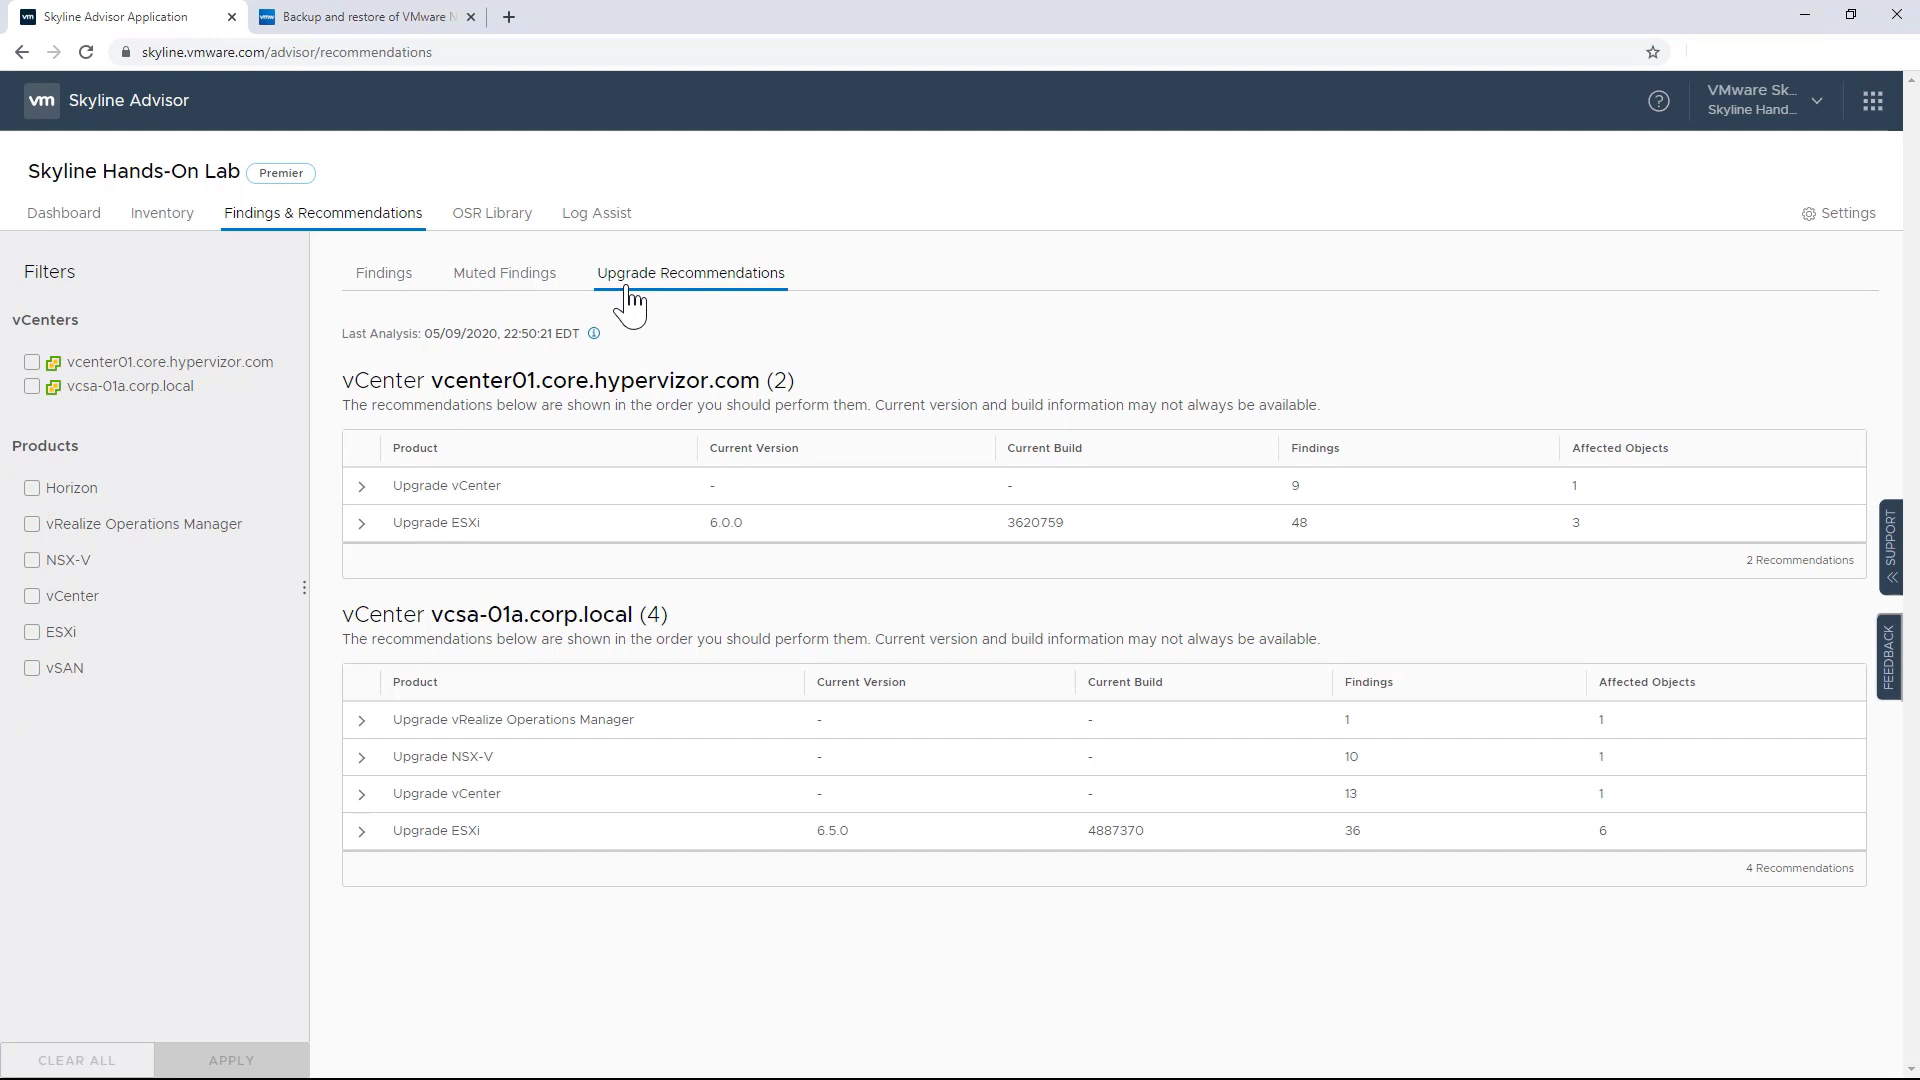 vm Skyline Advisor Application
vmw Backup and restore of VMware N
skyline.vmware.com/advisor/recommendations
vm Skyline Advisor
VMware Sk...
Skyline Hand...
Skyline Hands-On Lab Premier
Dashboard Inventory Findings & Recommendations OSR Library Log Assist Settings
Filters
vCenters
vcenter01.core.hypervizor.com
vcsa-01a.corp.local
Products
Horizon
vRealize Operations Manager
NSX-V
vCenter
ESXi
vSAN
CLEAR ALL APPLY
Findings Muted Findings Upgrade Recommendations
Last Analysis: 05/09/2020, 22:50:21 EDT
vCenter vcenter01.core.hypervizor.com (2)
The recommendations below are shown in the order you should perform them. Current version and build information may not always be available.
Product Current Version Current Build Findings Affected Objects
Upgrade vCenter - - 9 1
Upgrade ESXi 6.0.0 3620759 48 3
2 Recommendations
vCenter vcsa-01a.corp.local (4)
The recommendations below are shown in the order you should perform them. Current version and build information may not always be available.
Product Current Version Current Build Findings Affected Objects
Upgrade vRealize Operations Manager - - 1 1
Upgrade NSX-V - - 10 1
Upgrade vCenter - - 13 1
Upgrade ESXi 6.5.0 4887370 36 6
4 Recommendations
SUPPORT
FEEDBACK